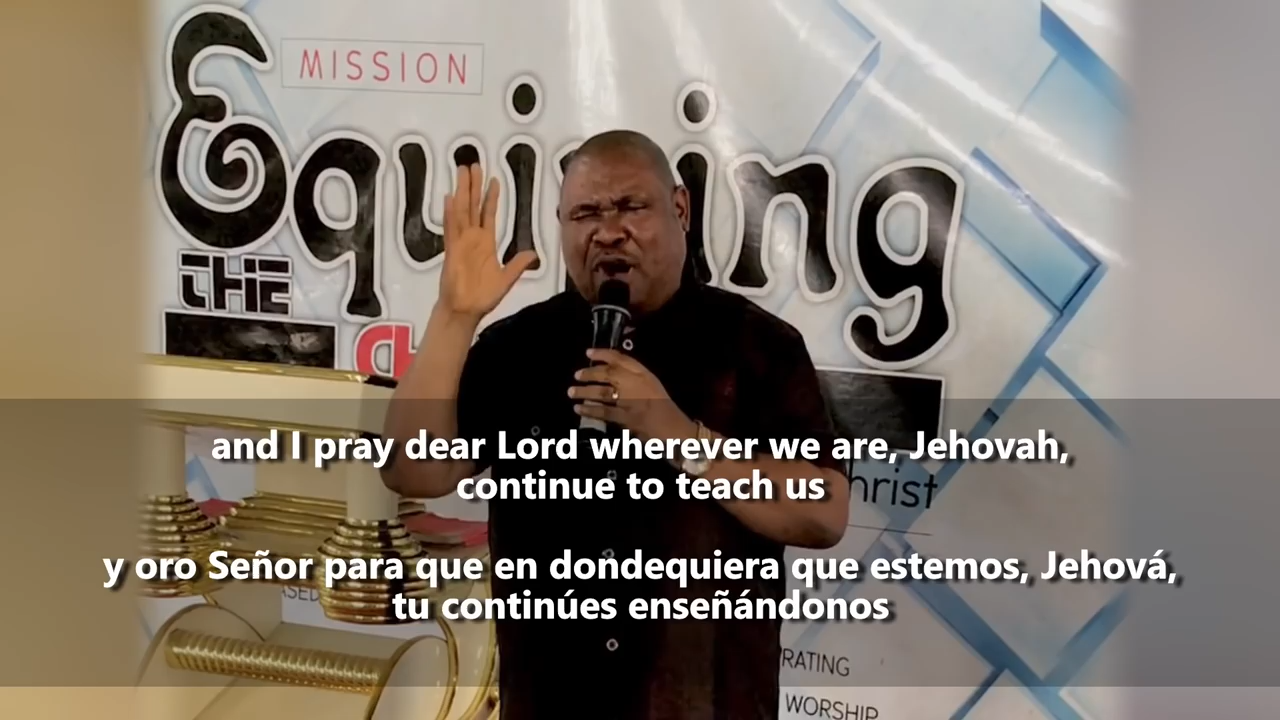 MISSION
Equiping
THE
hrist
and I pray dear Lord wherever we are, Jehovah,
continue to teach us
y oro Señor para que en dondequiera que estemos, Jehová,
tu continúes enseñándonos
RATING
WORSHIP